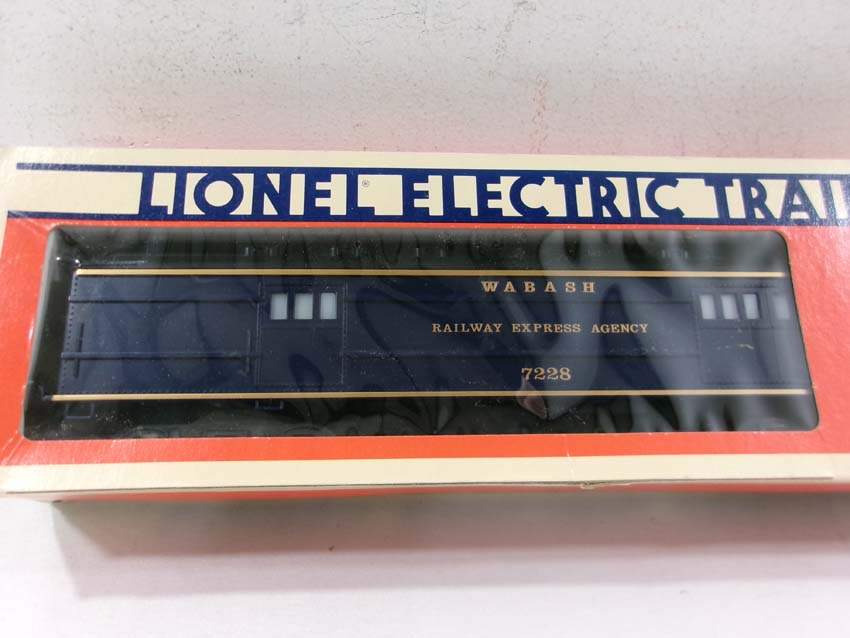 LIONEL® ELECTRIC TRAI
WABASH
RAILWAY EXPRESS AGENCY
7228